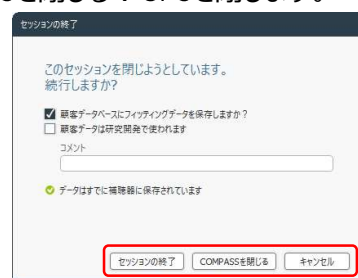 を閉じる
を閉じます。
セッションの終了
このセッションを閉じようとしています。
続行しますか?
顧客データベースにフィッティングデータを保存しますか？
顧客データは研究開発で使われます
コメント
データはすでに補聴器に保存されています
セッションの終了 COMPASSを閉じる キャンセル